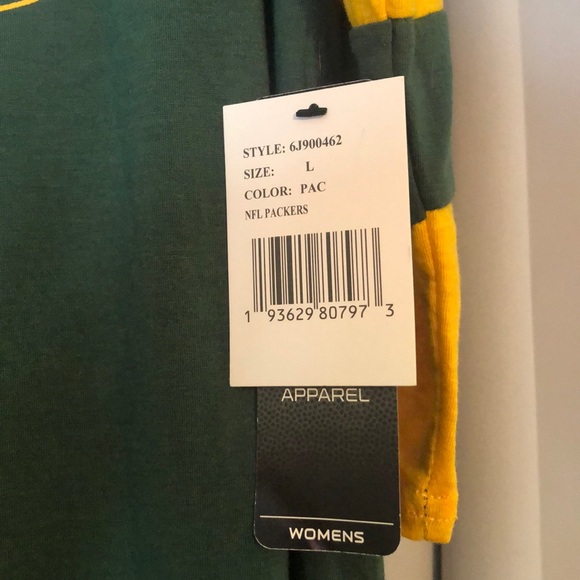 STYLE: 6J900462
SIZE: L
COLOR: PAC
NFL PACKERS
1 93629 80797 3
APPAREL
WOMENS